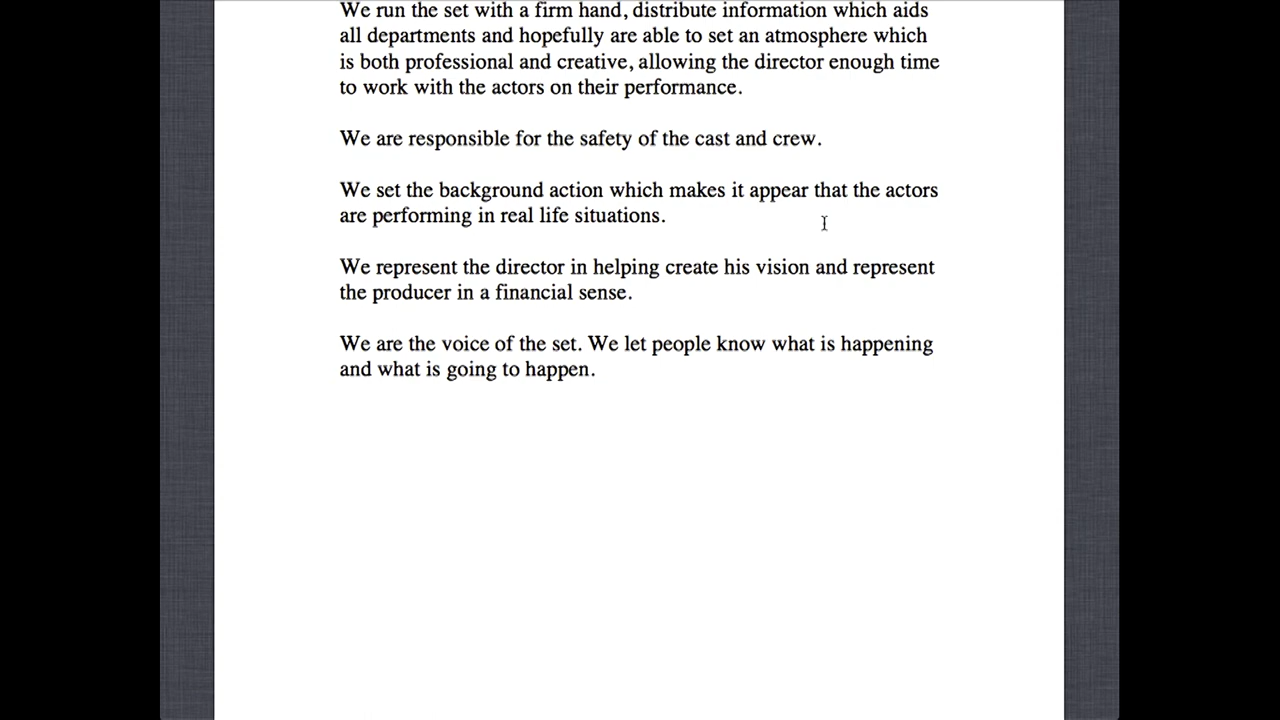 We run the set with a firm hand, distribute information which aids
all departments and hopefully are able to set an atmosphere which
is both professional and creative, allowing the director enough time
to work with the actors on their performance.
We are responsible for the safety of the cast and crew.
We set the background action which makes it appear that the actors
are performing in real life situations.
We represent the director in helping create his vision and represent
the producer in a financial sense.
We are the voice of the set. We let people know what is happening
and what is going to happen.